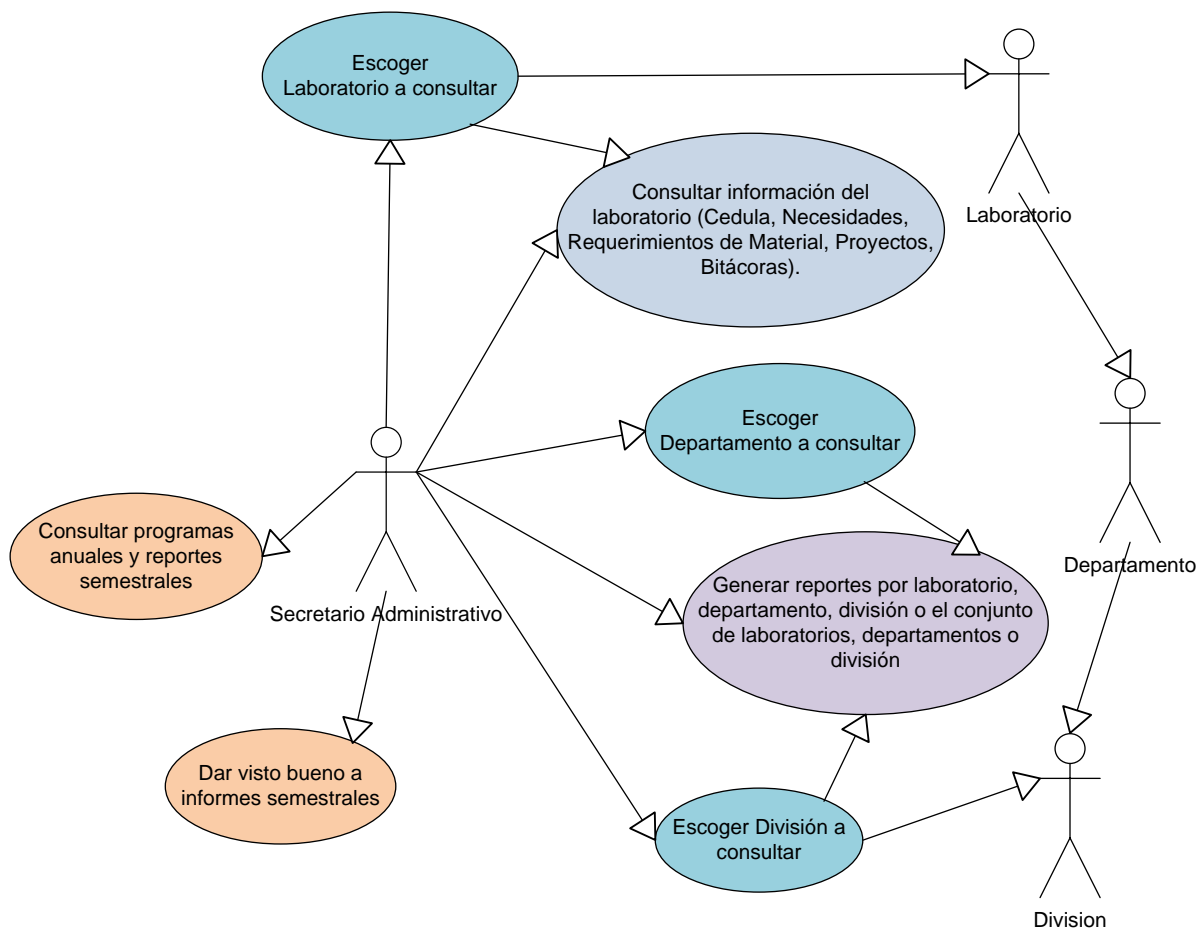 Escoger
Laboratorio a consultar
Consultar información del
laboratorio (Cedula, Necesidades,
Requerimientos de Material, Proyectos,
Bitácoras).
Laboratorio
Escoger
Departamento a consultar
Consultar programas
anuales y reportes
semestrales
Secretario Administrativo
Generar reportes por laboratorio,
departamento, división o el conjunto
de laboratorios, departamentos o
división
Departamento
Dar visto bueno a
informes semestrales
Escoger División a
consultar
Division